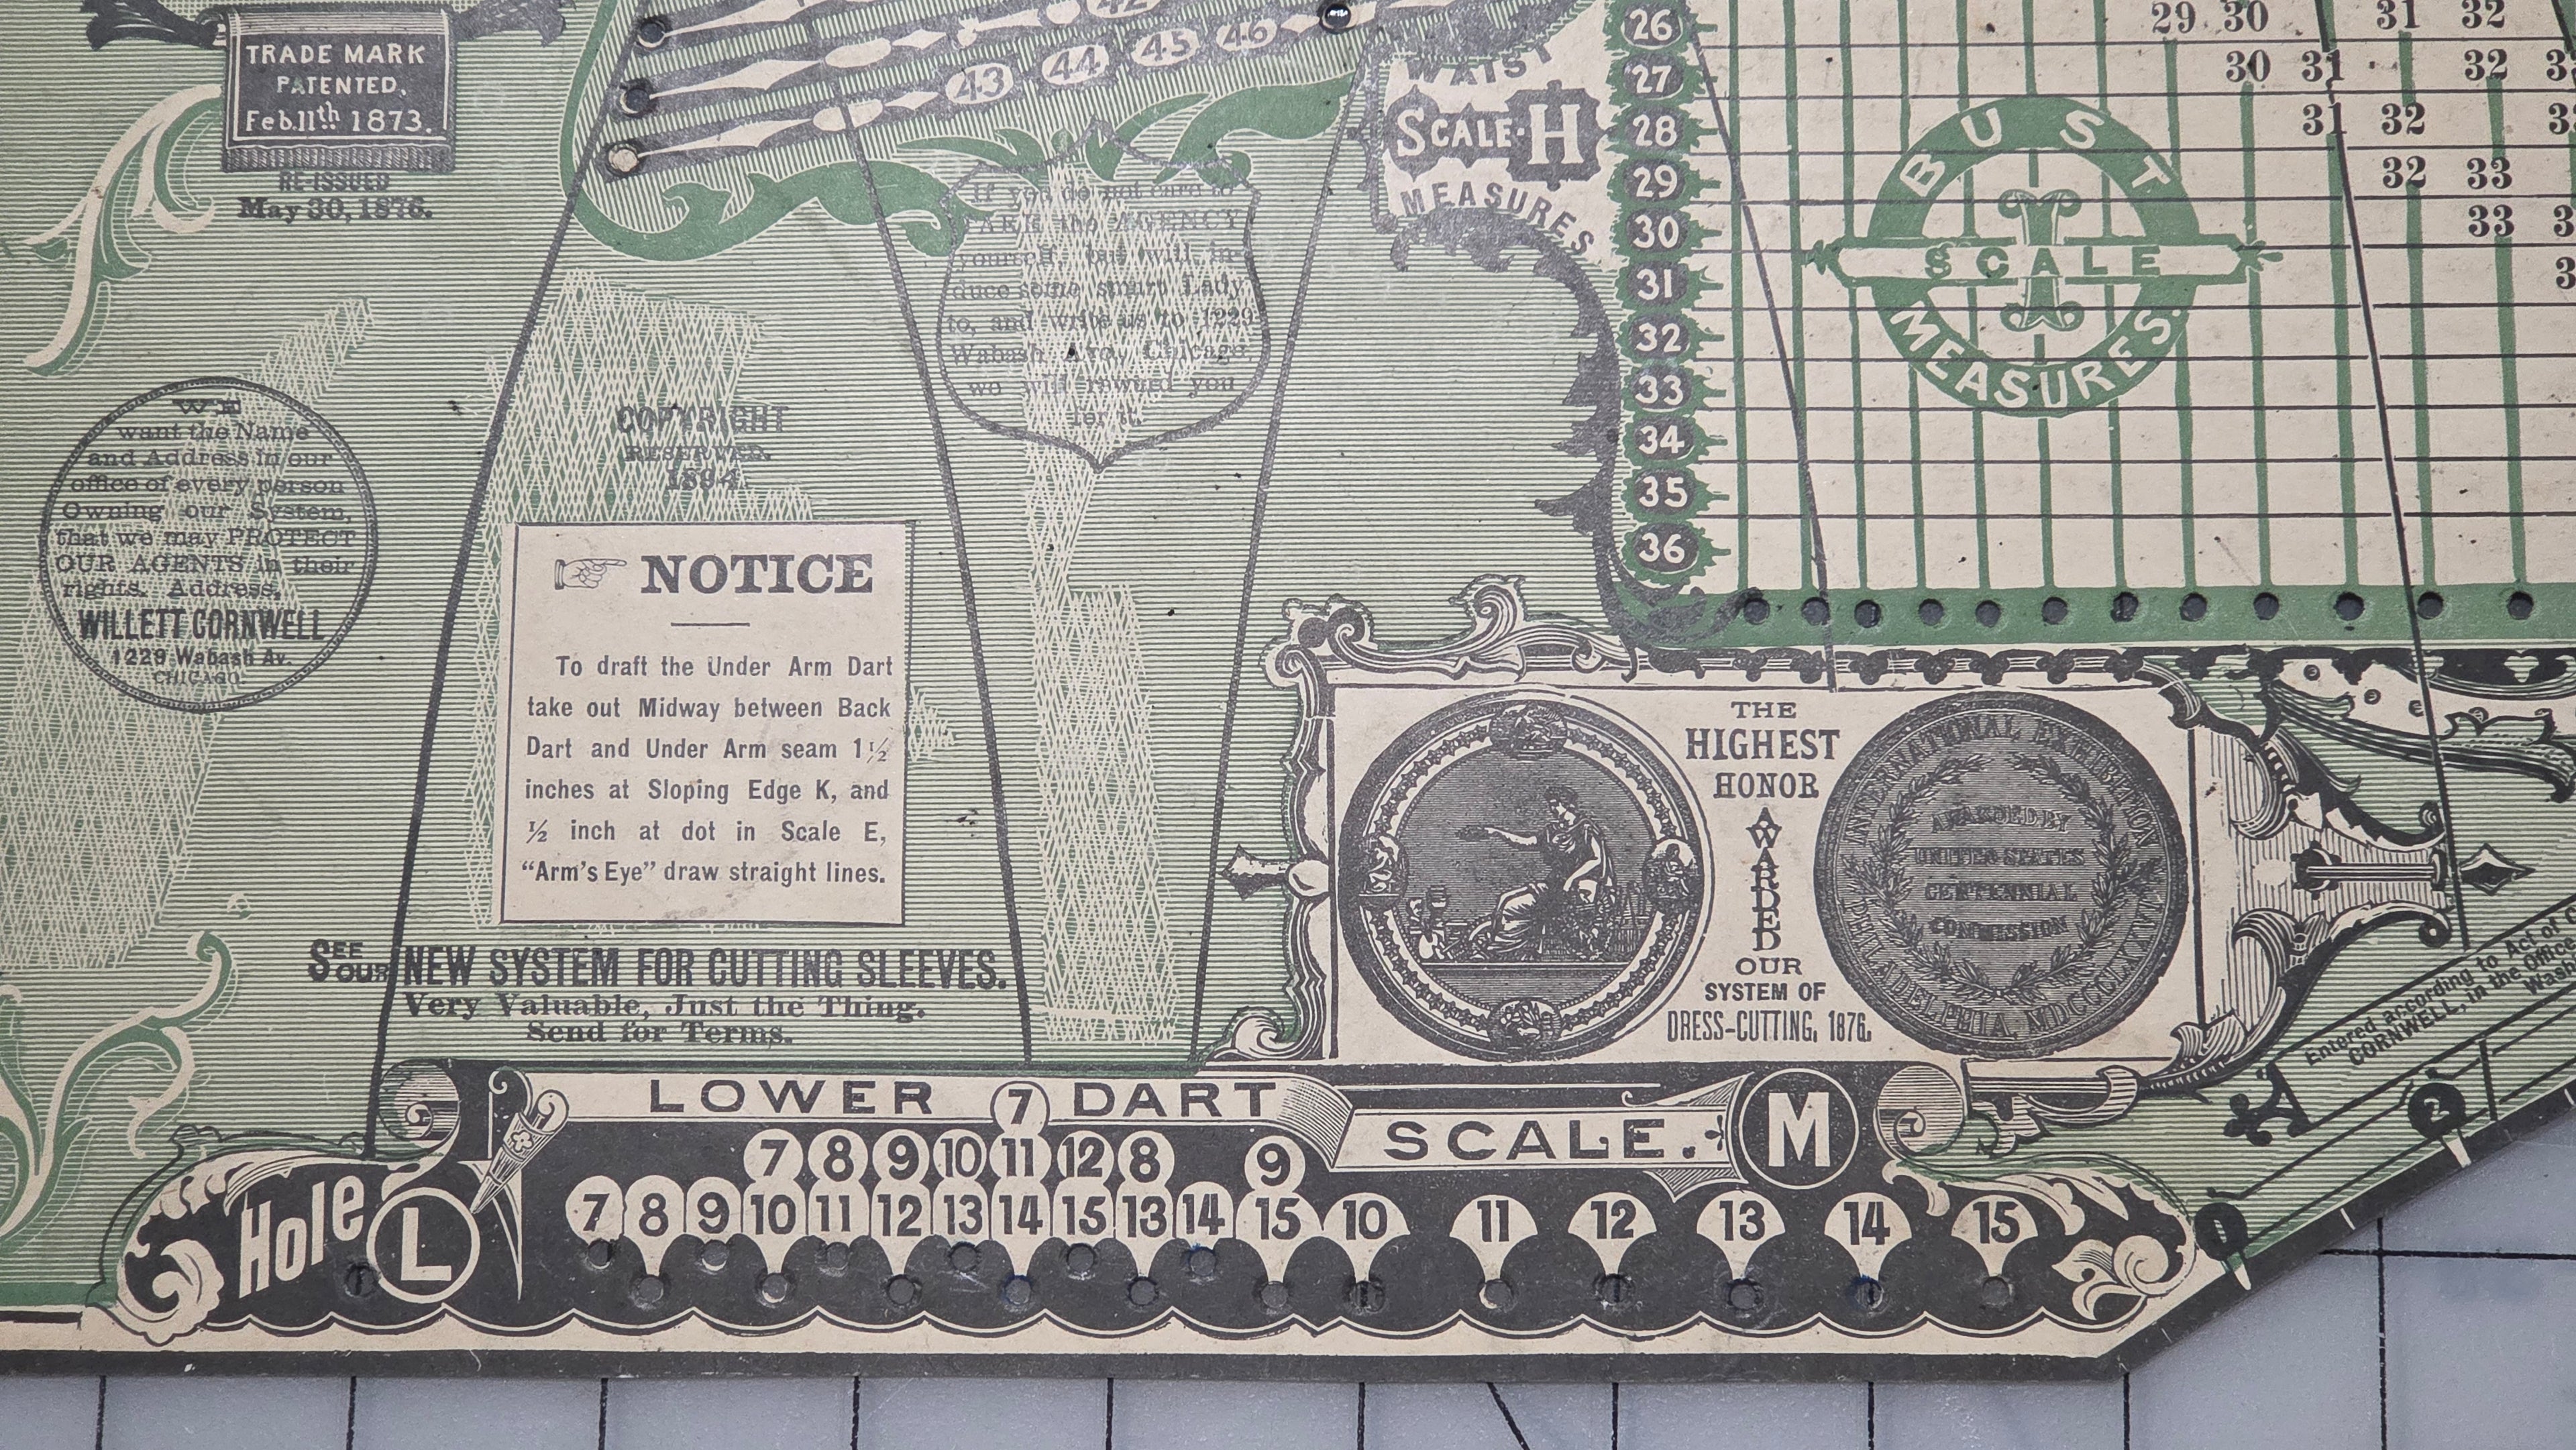 TRADE MARK
PATENTED,
Feb.11th 1873.
RE-ISSUED
May 30, 1876.
42
43 44 45 46
If you do not care to
TAKE the AGENCY
yourself, but will in-
duce some smart Lady
to, and write us to 1229
Wabash Ave. Chicago,
we will reward you
for it.
WAIST
SCALE·H
MEASURES
26 29 30 31 32
27 30 31 32
28 31 32
29 32 33
30 33
31
32
33
34
35
36
BUST
SCALE I
MEASURES.
WE
want the Name
and Address in our
office of every person
Owning our System,
that we may PROTECT
OUR AGENTS in their
rights. Address,
WILLETT CORNWELL
1229 Wabash Av.
CHICAGO.
COPYRIGHT
RESERVED.
1894.
NOTICE
To draft the Under Arm Dart
take out Midway between Back
Dart and Under Arm seam 1½
inches at Sloping Edge K, and
½ inch at dot in Scale E,
“Arm's Eye” draw straight lines.
SEE OUR NEW SYSTEM FOR CUTTING SLEEVES.
Very Valuable, Just the Thing.
Send for Terms.
THE
HIGHEST
HONOR
AWARDED
OUR
SYSTEM OF
DRESS-CUTTING, 1876.
INTERNATIONAL EXHIBITION
AWARDED BY
UNITED STATES
CENTENNIAL
COMMISSION
PHILADELPHIA, MDCCCLXXVI
Entered according to Act of
CORNWELL, in the Office
Wash
2
1
LOWER DART
SCALE. M
7
7 8 9 10 11 12 8 9
7 8 9 10 11 12 13 14 15 13 14 15 10 11 12 13 14 15
Hole L